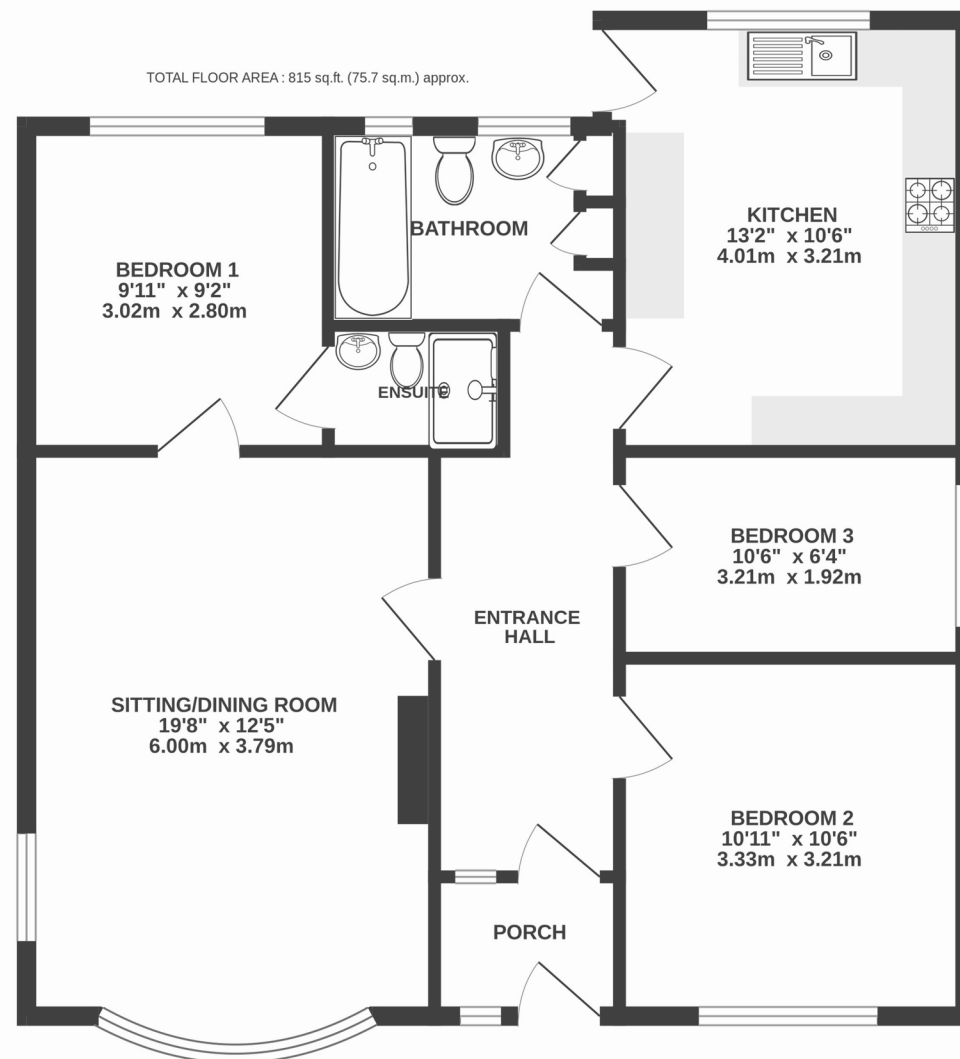 TOTAL FLOOR AREA : 815 sq.ft. (75.7 sq.m.) approx.
KITCHEN
13'2" x 10'6"
4.01m x 3.21m
BATHROOM
BEDROOM 1
9'11" x 9'2"
3.02m x 2.80m
ENSUITE
BEDROOM 3
10'6" x 6'4"
3.21m x 1.92m
ENTRANCE
HALL
SITTING/DINING ROOM
19'8" x 12'5"
6.00m x 3.79m
BEDROOM 2
10'11" x 10'6"
3.33m x 3.21m
PORCH